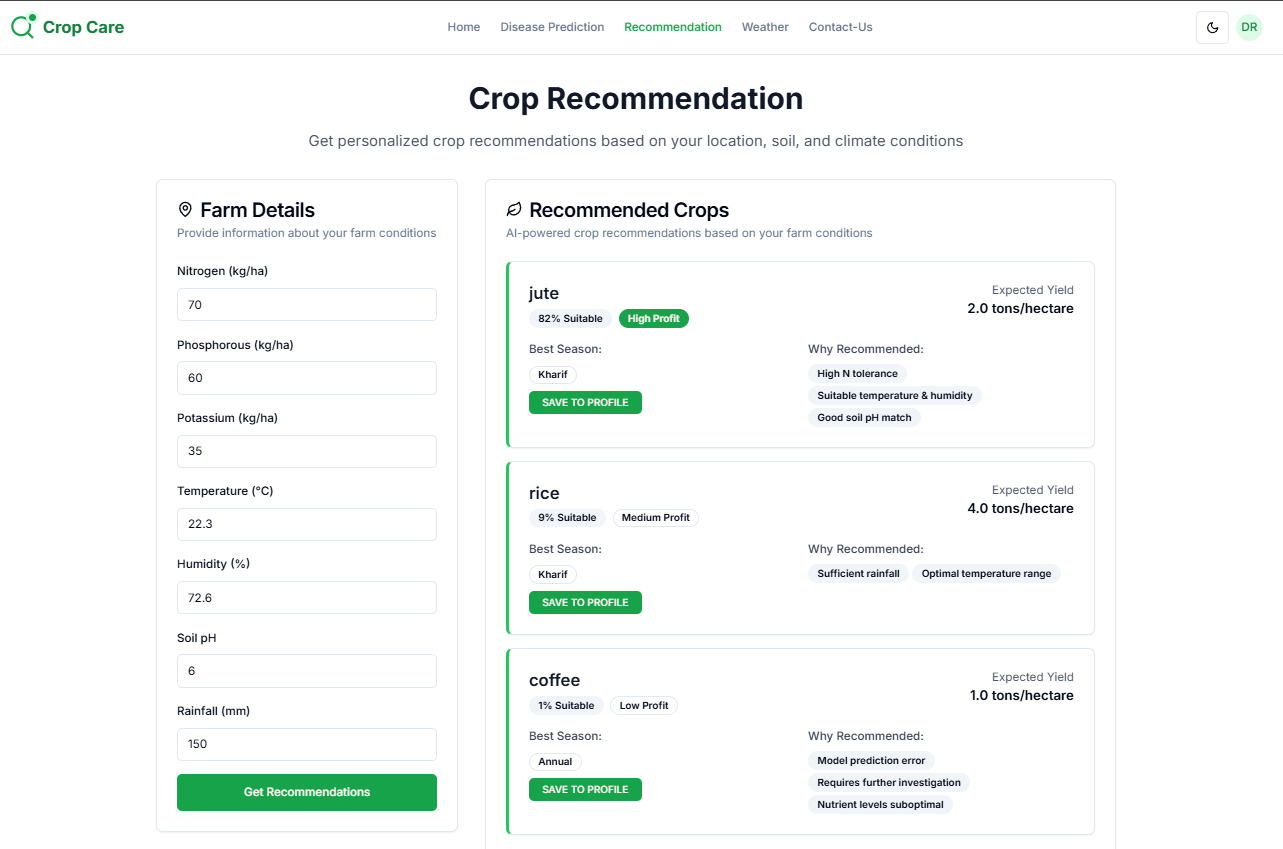 Crop Care
Home Disease Prediction Recommendation Weather Contact-Us
DR
Crop Recommendation
Get personalized crop recommendations based on your location, soil, and climate conditions
Farm Details
Provide information about your farm conditions
Nitrogen (kg/ha)
70
Phosphorous (kg/ha)
60
Potassium (kg/ha)
35
Temperature (°C)
22.3
Humidity (%)
72.6
Soil pH
6
Rainfall (mm)
150
Get Recommendations
Recommended Crops
AI-powered crop recommendations based on your farm conditions
jute
82% Suitable High Profit
Expected Yield
2.0 tons/hectare
Best Season:
Kharif
SAVE TO PROFILE
Why Recommended:
High N tolerance
Suitable temperature & humidity
Good soil pH match
rice
9% Suitable Medium Profit
Expected Yield
4.0 tons/hectare
Best Season:
Kharif
SAVE TO PROFILE
Why Recommended:
Sufficient rainfall Optimal temperature range
coffee
1% Suitable Low Profit
Expected Yield
1.0 tons/hectare
Best Season:
Annual
SAVE TO PROFILE
Why Recommended:
Model prediction error
Requires further investigation
Nutrient levels suboptimal